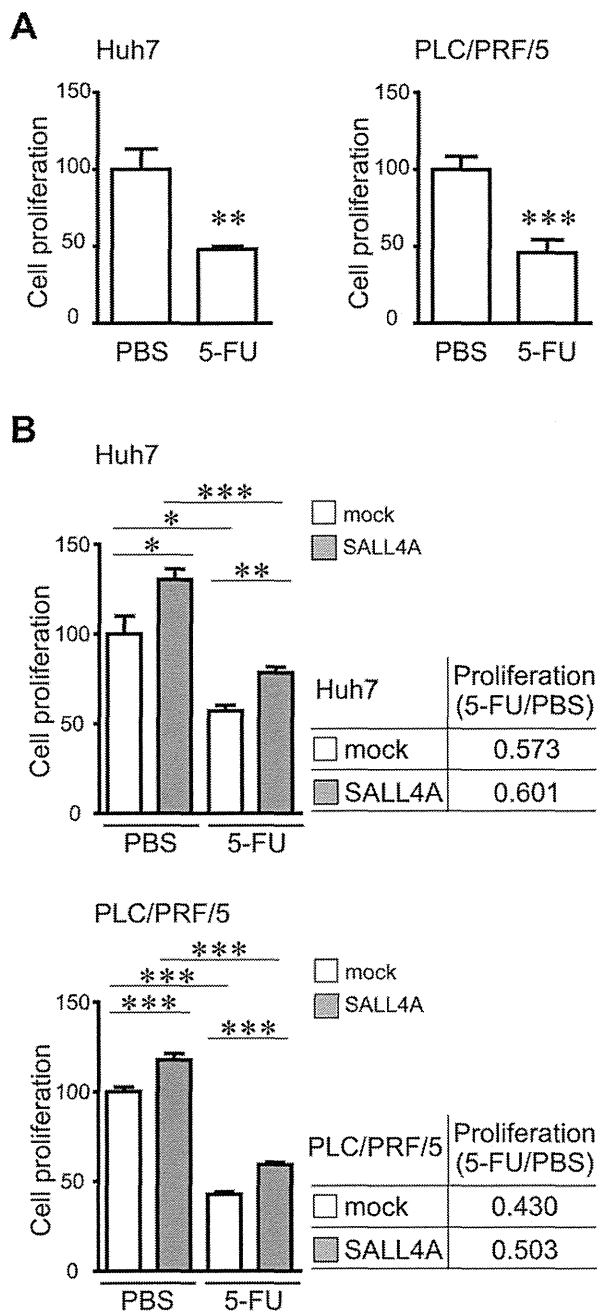 A
Huh7
PLC/PRF/5
Cell proliferation
150
100
50
0
**
PBS 5-FU
Cell proliferation
150
100
50
0
***
PBS 5-FU
B
Huh7
***
*
*
**
mock
SALL4A
Cell proliferation
150
100
50
0
PBS 5-FU
Huh7 Proliferation
(5-FU/PBS)
mock 0.573
SALL4A 0.601
PLC/PRF/5
***
***
***
***
mock
SALL4A
Cell proliferation
150
100
50
0
PBS 5-FU
PLC/PRF/5 Proliferation
(5-FU/PBS)
mock 0.430
SALL4A 0.503